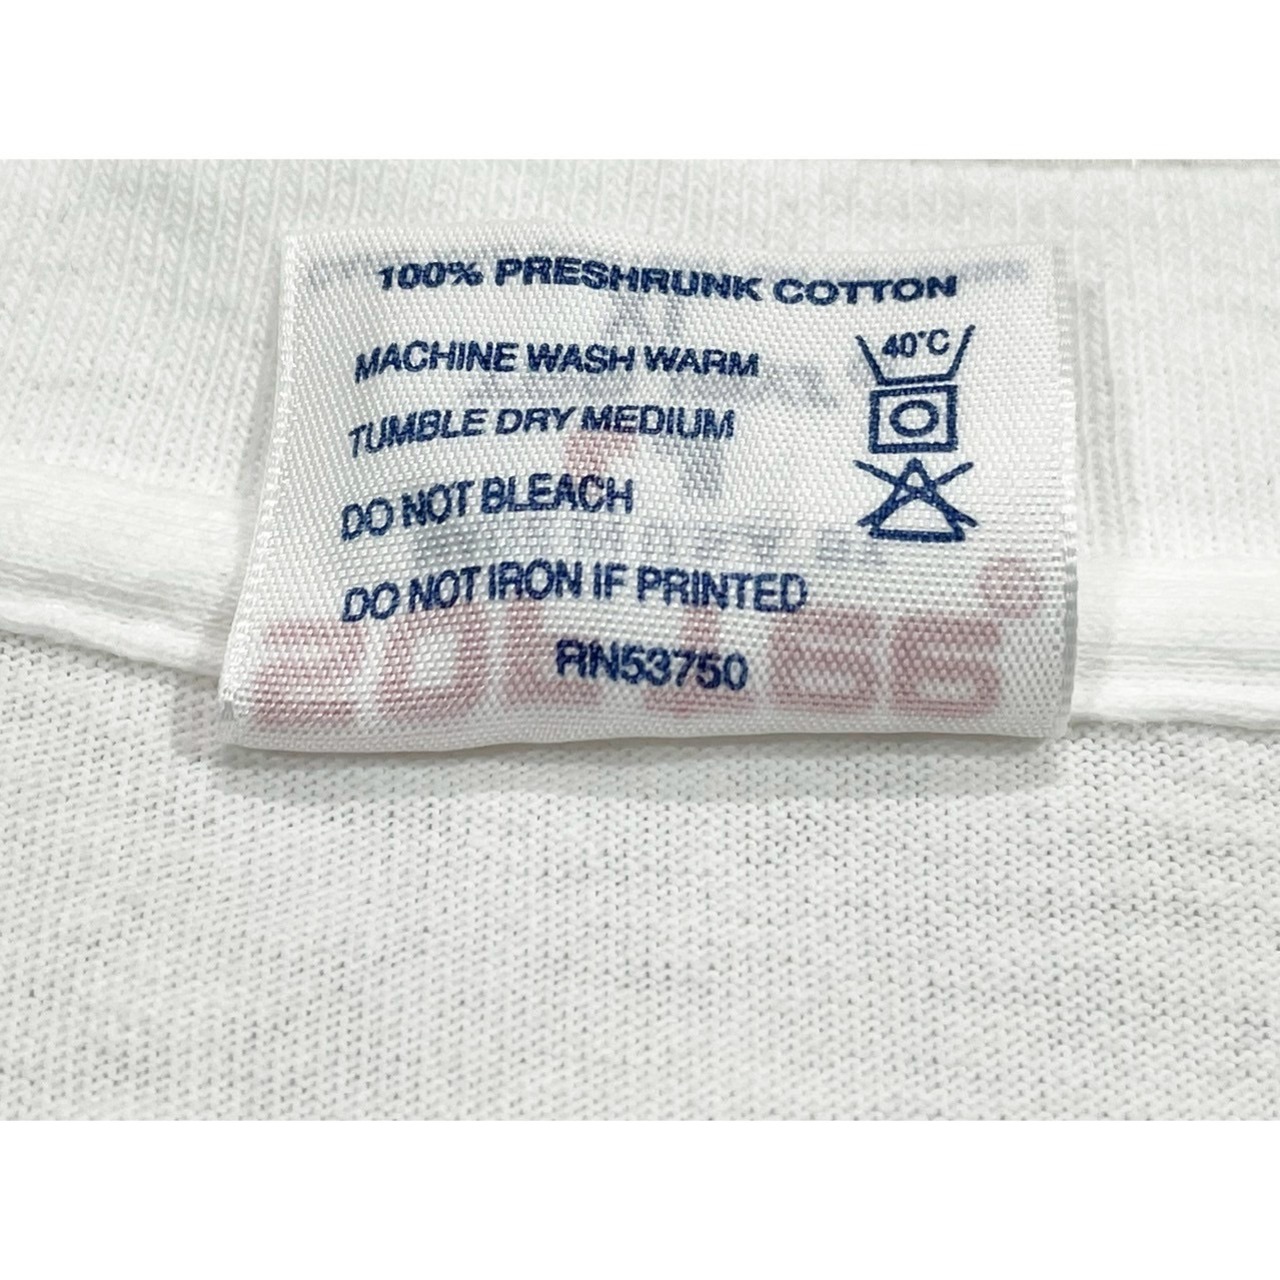 100% PRESHRUNK COTTON
MACHINE WASH WARM
40°C
TUMBLE DRY MEDIUM
DO NOT BLEACH
DO NOT IRON IF PRINTED
RN53750